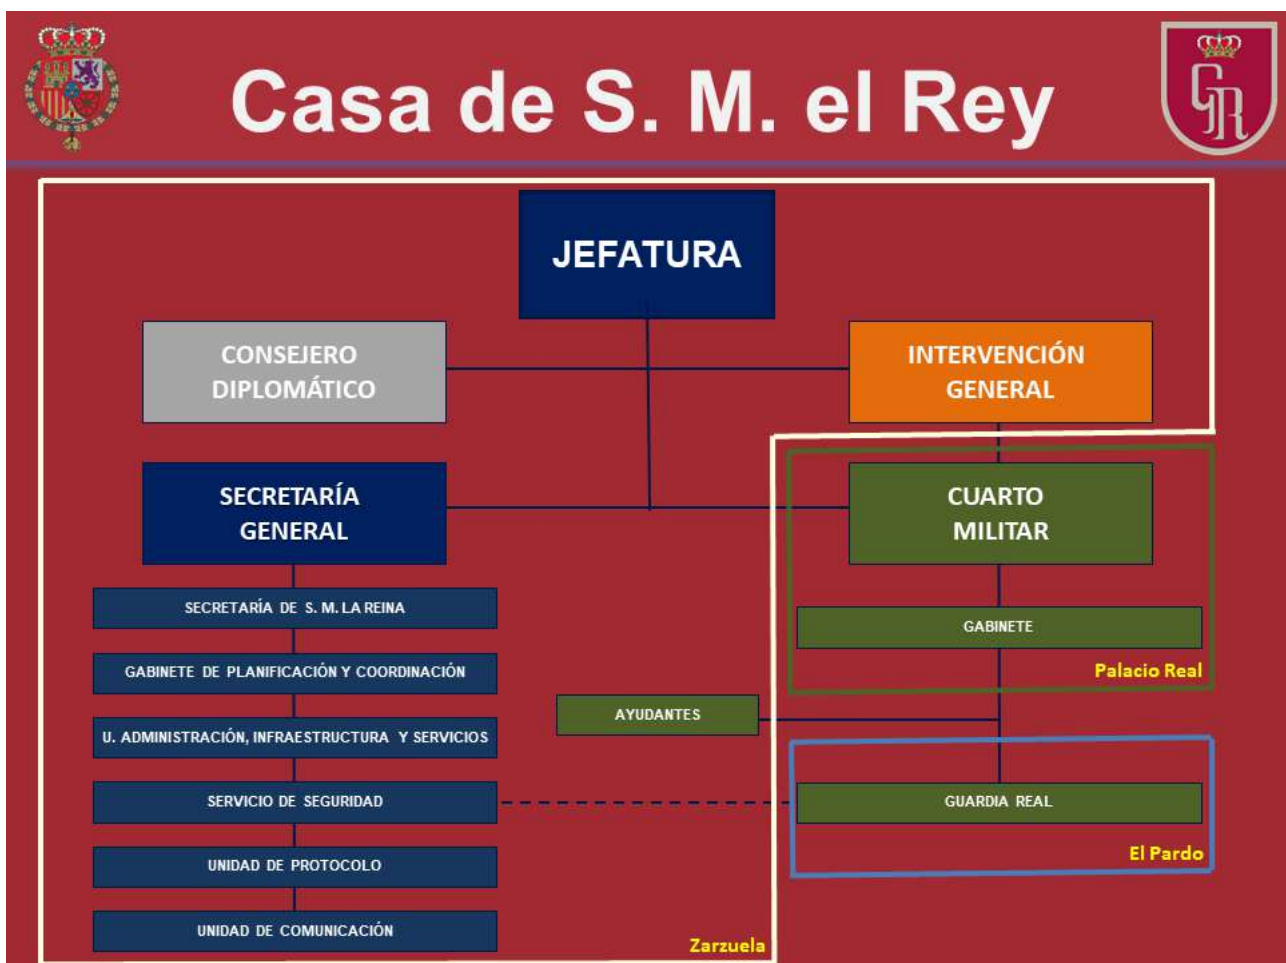 Casa de S. M. el Rey
JEFATURA
CONSEJERO
DIPLOMÁTICO
INTERVENCIÓN
GENERAL
SECRETARÍA
GENERAL
CUARTO
MILITAR
SECRETARÍA DE S. M. LA REINA
GABINETE
GABINETE DE PLANIFICACIÓN Y COORDINACIÓN
Palacio Real
AYUDANTES
U. ADMINISTRACIÓN, INFRAESTRUCTURA Y SERVICIOS
SERVICIO DE SEGURIDAD
GUARDIA REAL
El Pardo
UNIDAD DE PROTOCOLO
UNIDAD DE COMUNICACIÓN
Zarzuela
GR